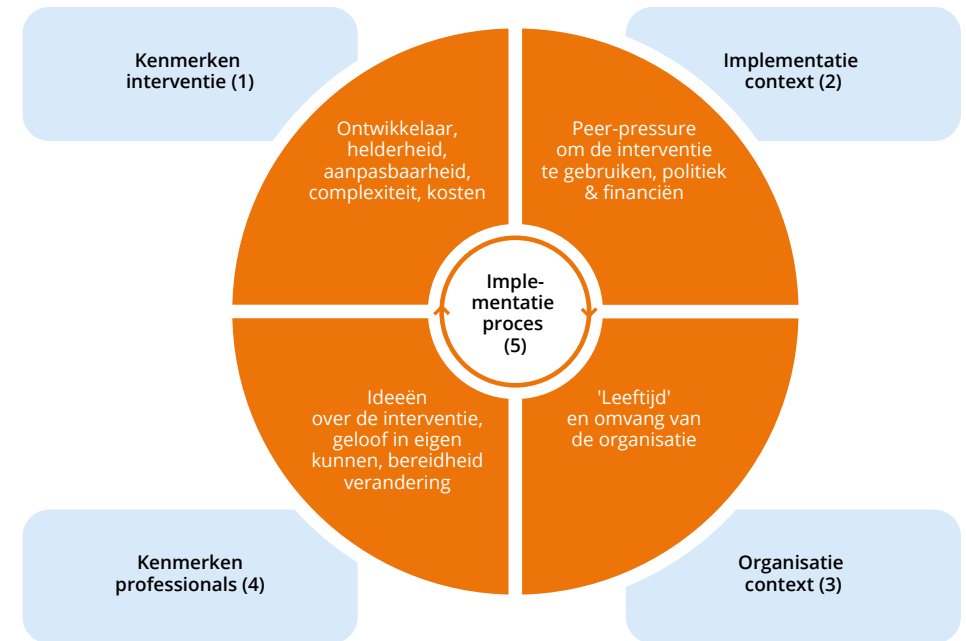 Kenmerken
interventie (1)
Implementatie
context (2)
Ontwikkelaar,
helderheid,
aanpasbaarheid,
complexiteit, kosten
Peer-pressure
om de interventie
te gebruiken, politiek
& financiën
Imple-
mentatie
proces
(5)
Ideeën
over de interventie,
geloof in eigen
kunnen, bereidheid
verandering
'Leeftijd'
en omvang van
de organisatie
Kenmerken
professionals (4)
Organisatie
context (3)